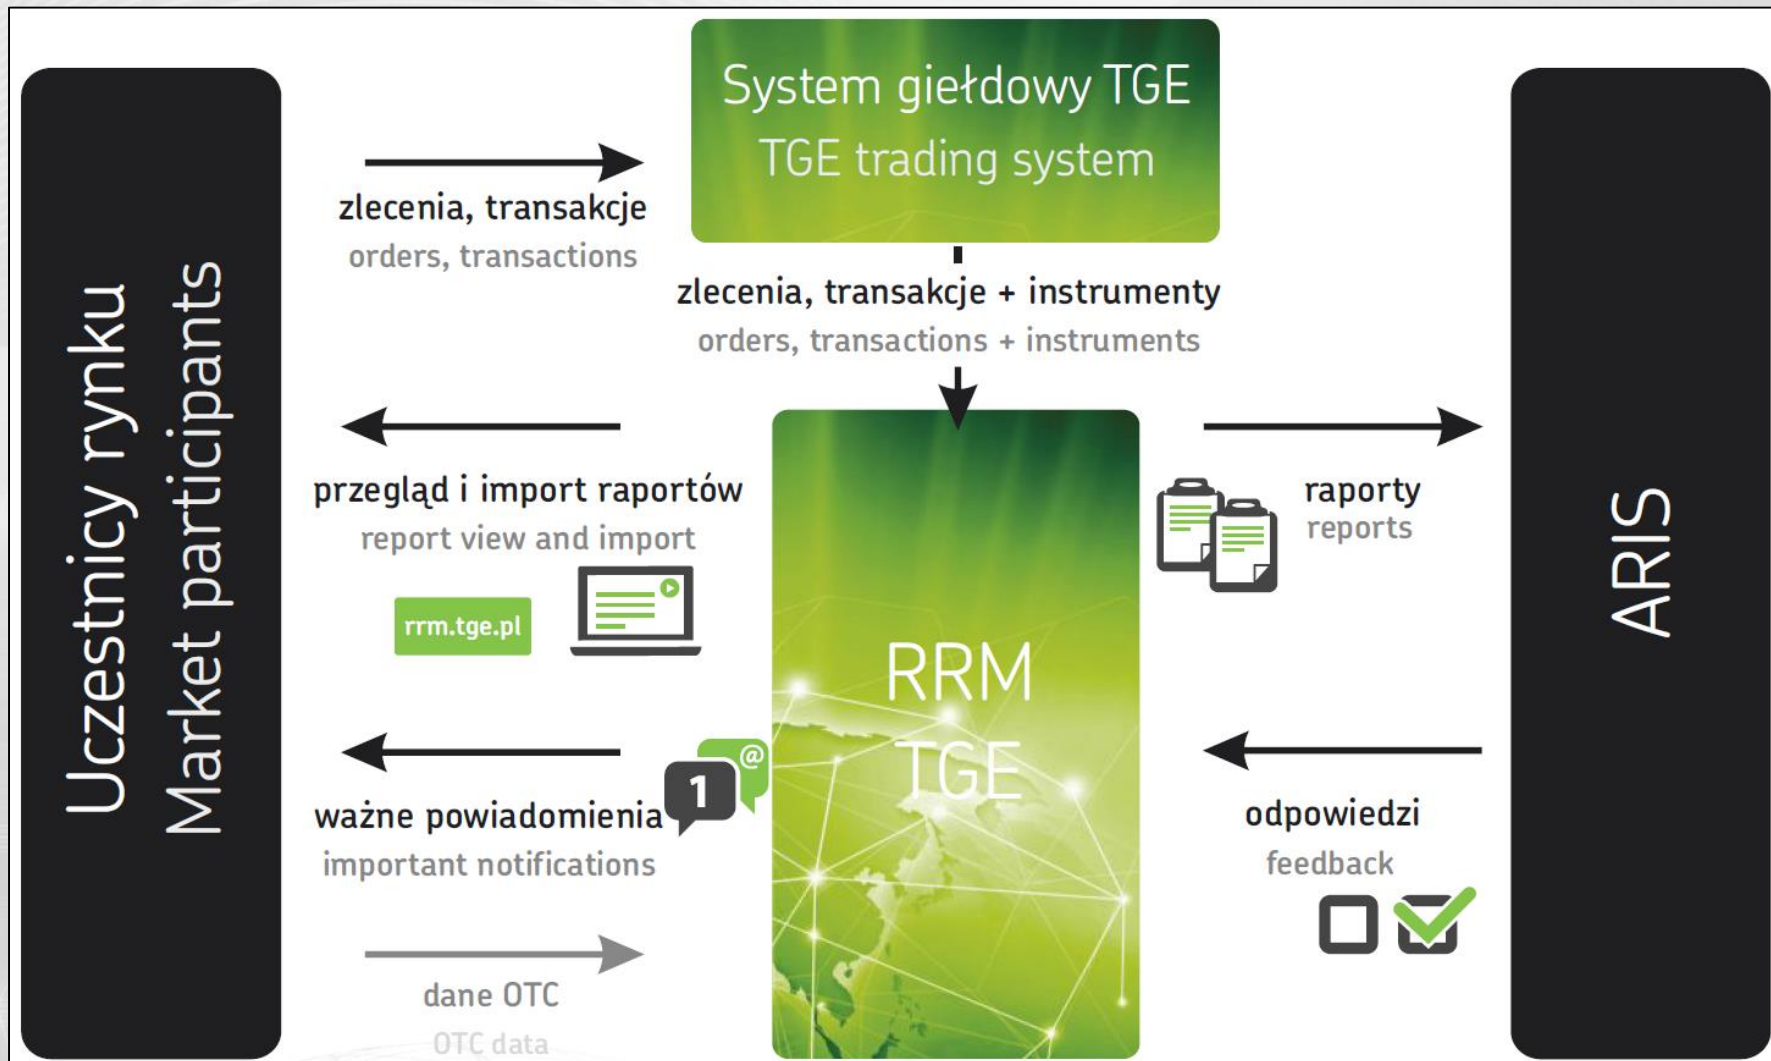 System giełdowy TGE
TGE trading system
Uczestnicy rynku
Market participants
zlecenia, transakcje
orders, transactions
zlecenia, transakcje + instrumenty
orders, transactions + instruments
przegląd i import raportów
report view and import
rrm.tge.pl
RRM
TGE
raporty
reports
ARIS
1
@
ważne powiadomienia
important notifications
odpowiedzi
feedback
dane OTC
OTC data